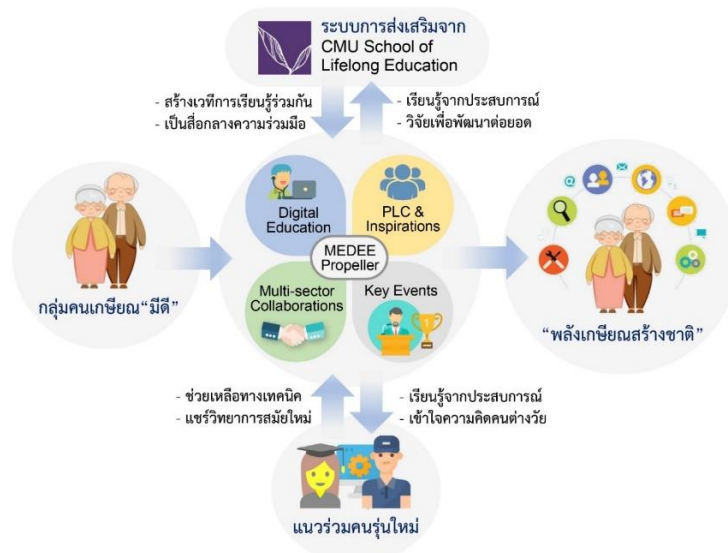 ระบบการส่งเสริมจาก
CMU School of
Lifelong Education
- สร้างเวทีการเรียนรู้ร่วมกัน
- เป็นสื่อกลางความร่วมมือ
- เรียนรู้จากประสบการณ์
- วิจัยเพื่อพัฒนาต่อยอด
Digital
Education
PLC &
Inspirations
MEDEE
Propeller
Multi-sector
Collaborations
Key Events
กลุ่มคนเกษียณ“มีดี”
“พลังเกษียณสร้างชาติ”
- ช่วยเหลือทางเทคนิค
- แชร์วิทยาการสมัยใหม่
- เรียนรู้จากประสบการณ์
- เข้าใจความคิดคนต่างวัย
แนวร่วมคนรุ่นใหม่